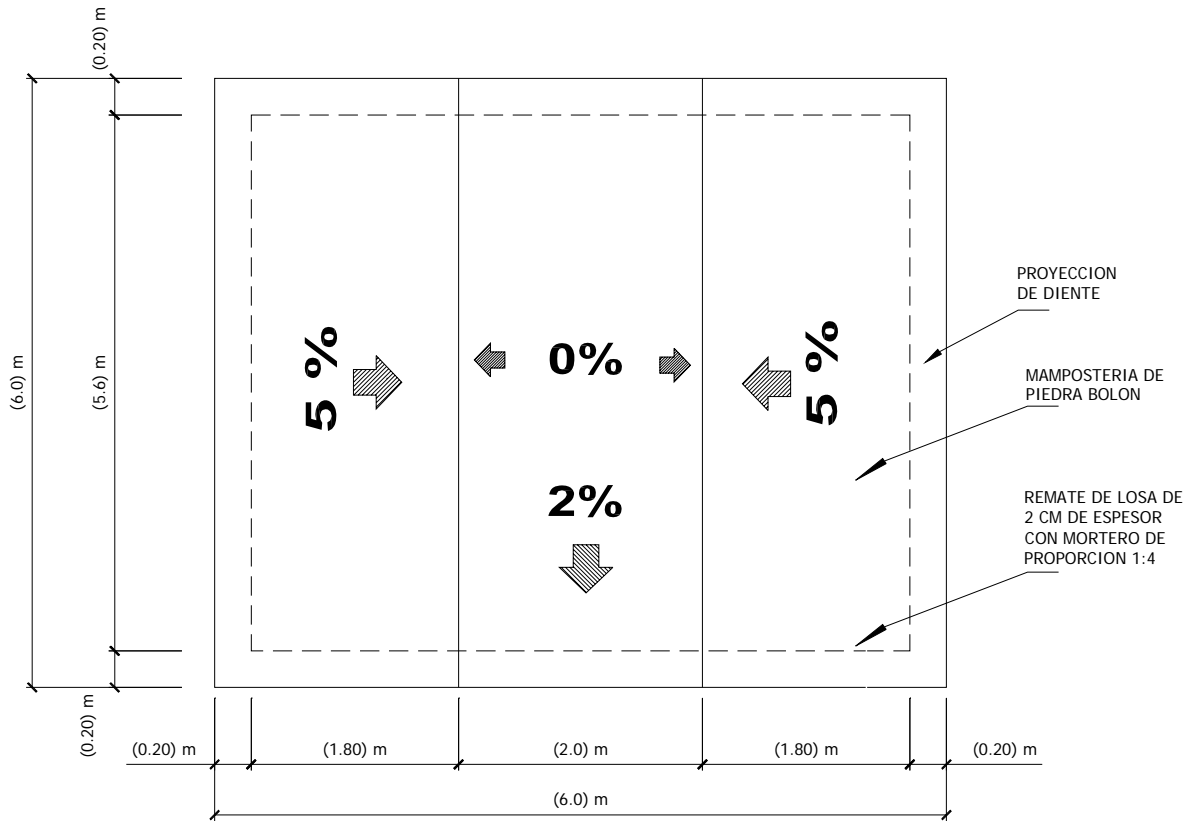 (0.20) m
(6.0) m
(5.6) m
(0.20) m
5 %
0%
5 %
2%
PROYECCION
DE DIENTE
MAMPOSTERIA DE
PIEDRA BOLON
REMATE DE LOSA DE
2 CM DE ESPESOR
CON MORTERO DE
PROPORCION 1:4
(0.20) m
(1.80) m
(2.0) m
(1.80) m
(0.20) m
(6.0) m